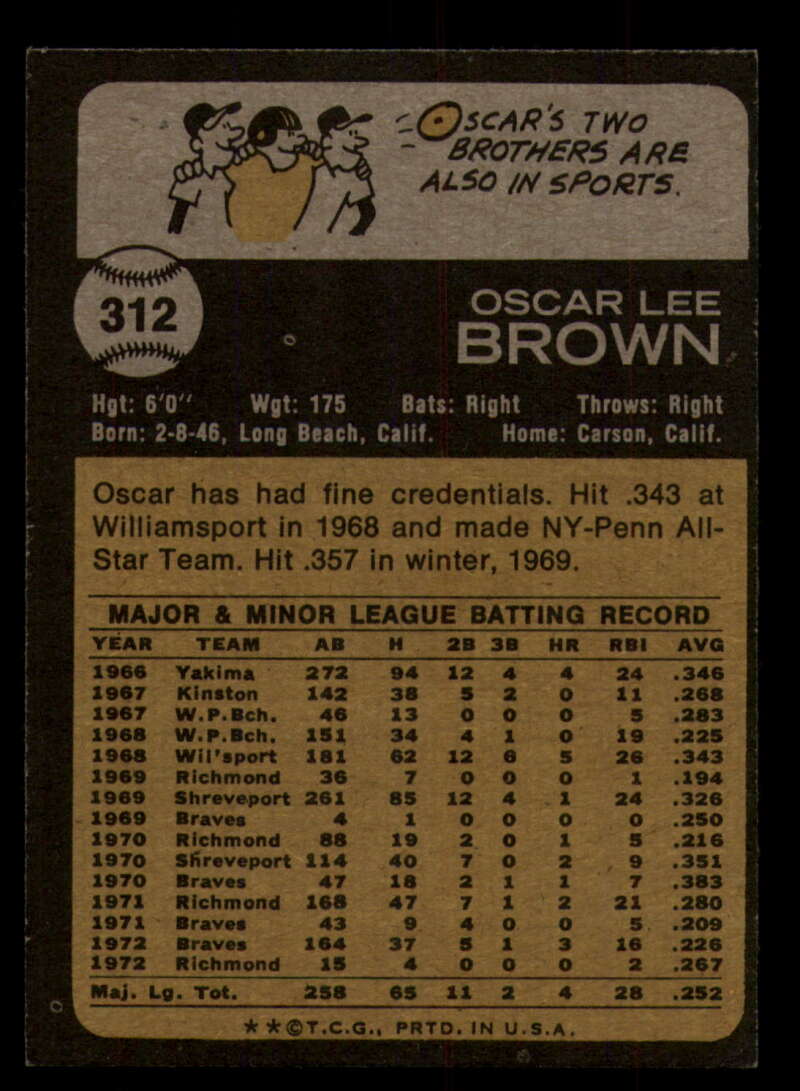 OSCAR'S TWO
BROTHERS ARE
ALSO IN SPORTS.
312
OSCAR LEE
BROWN
Hgt: 6'0" Wgt: 175 Bats: Right Throws: Right
Born: 2-8-46, Long Beach, Calif. Home: Carson, Calif.
Oscar has had fine credentials. Hit .343 at
Williamsport in 1968 and made NY-Penn All-
Star Team. Hit .357 in winter, 1969.
MAJOR & MINOR LEAGUE BATTING RECORD
YEAR TEAM AB H 2B 3B HR RBI AVG
1966 Yakima 272 94 12 4 4 24 .346
1967 Kinston 142 38 5 2 0 11 .268
1967 W.P.Bch. 46 13 0 0 0 5 .283
1968 W.P.Bch. 151 34 4 1 0 19 .225
1968 Wil'sport 181 62 12 6 5 26 .343
1969 Richmond 36 7 0 0 0 1 .194
1969 Shreveport 261 85 12 4 1 24 .326
1969 Braves 4 1 0 0 0 0 .250
1970 Richmond 88 19 2 0 1 5 .216
1970 Shreveport 114 40 7 0 2 9 .351
1970 Braves 47 18 2 1 1 7 .383
1971 Richmond 168 47 7 1 2 21 .280
1971 Braves 43 9 4 0 0 5 .209
1972 Braves 164 37 5 1 3 16 .226
1972 Richmond 15 4 0 0 0 2 .267
Maj. Lg. Tot. 258 65 11 2 4 28 .252
* * ©T.C.G., PRTD. IN U.S.A.